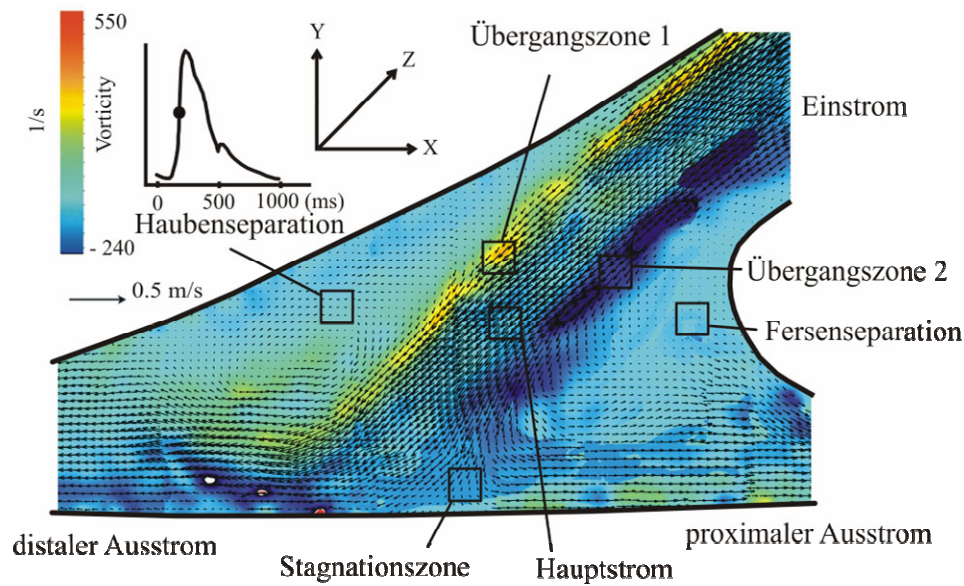 550
1/s
Vorticity
- 240
0 500 1000 (ms)
Y
Z
X
Übergangszone 1
Einstrom
Haubenseparation
Übergangszone 2
0.5 m/s
Fersenseparation
distaler Ausstrom
proximaler Ausstrom
Stagnationszone
Hauptstrom